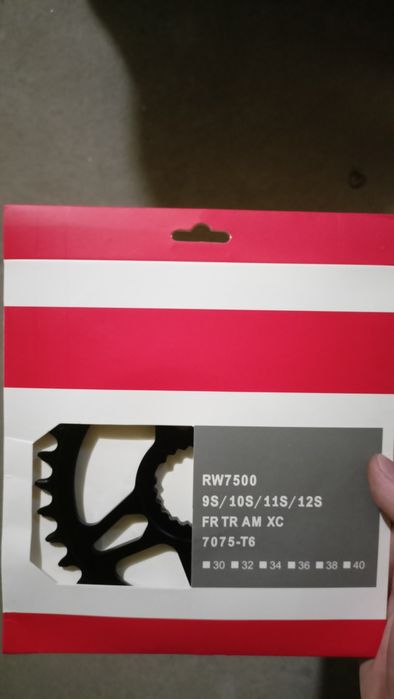 RW7500
9S/10S/11S/12S
FR TR AM XC
7075-T6
■30 ■32 ■34 ■36 ■38 ■40